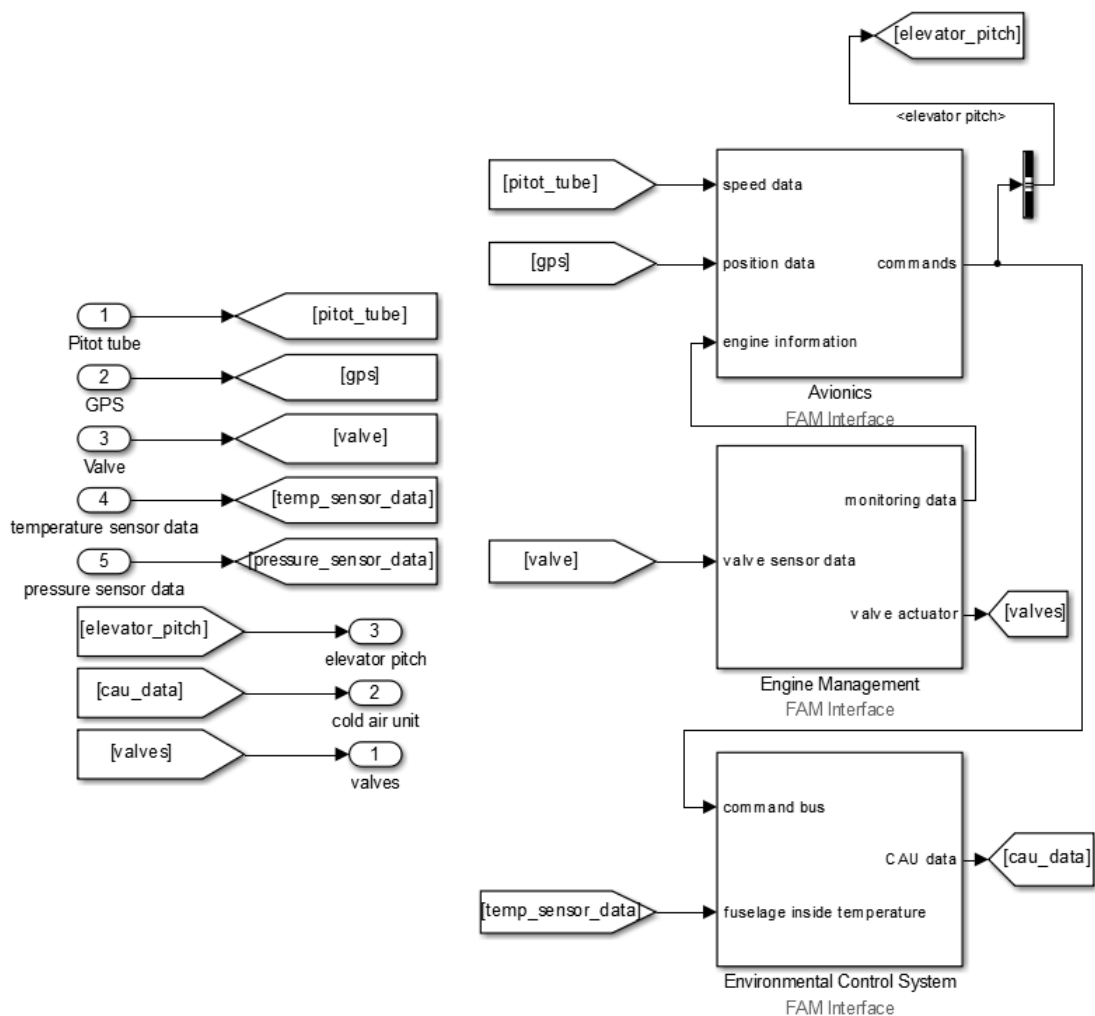 [elevator_pitch]
<elevator pitch>
[pitot_tube]
speed data
[gps]
position data
commands
engine information
Avionics
FAM Interface
1
Pitot tube
[pitot_tube]
2
GPS
[gps]
3
Valve
[valve]
4
temperature sensor data
[temp_sensor_data]
5
pressure sensor data
[pressure_sensor_data]
[elevator_pitch]
3
elevator pitch
[cau_data]
2
cold air unit
[valves]
1
valves
monitoring data
[valve]
valve sensor data
valve actuator
[valves]
Engine Management
FAM Interface
command bus
CAU data
[cau_data]
[temp_sensor_data]
fuselage inside temperature
Environmental Control System
FAM Interface